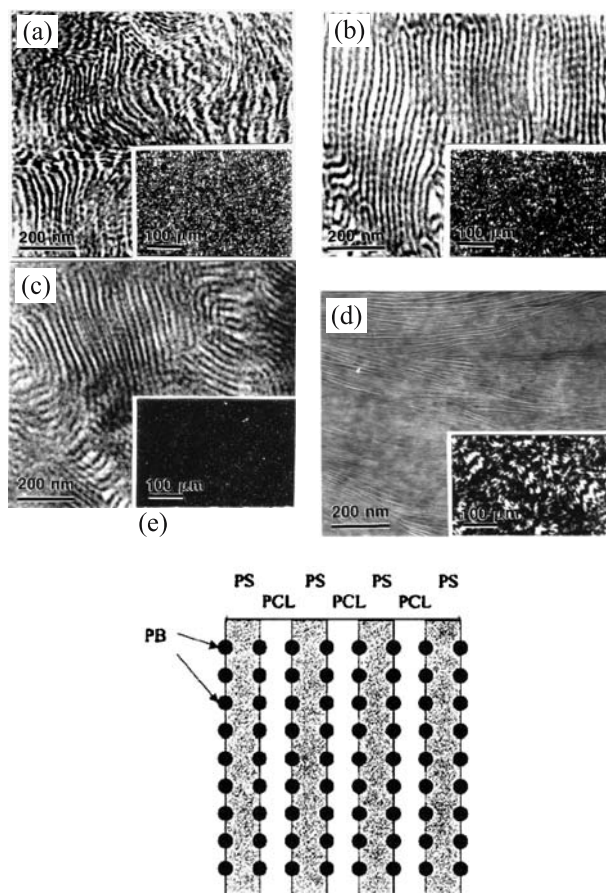 (a)
200 nm
100 µm
(b)
200 nm
100 µm
(c)
200 nm
100 µm
(d)
200 nm
100 µm
(e)
PS PS PS PS
PCL PCL PCL
PB